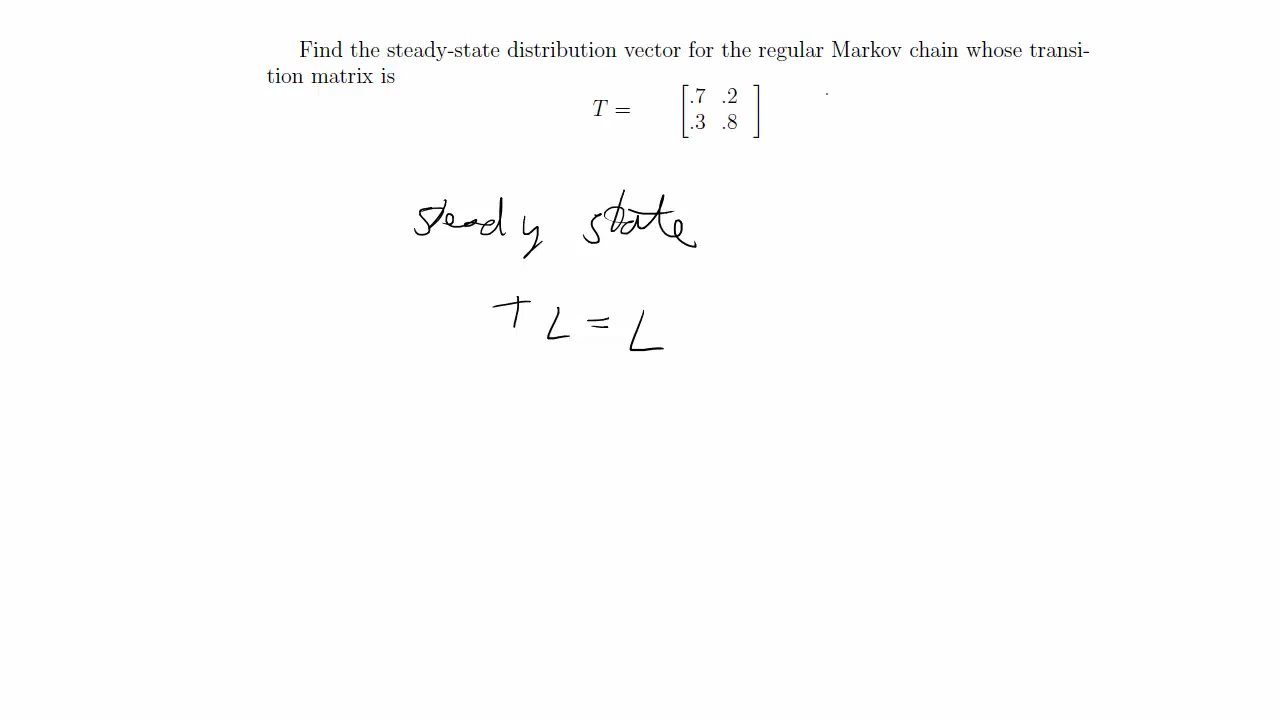 Find the steady-state distribution vector for the regular Markov chain whose transi-
tion matrix is
T = [.7 .2
.3 .8]
steady state
TL = L